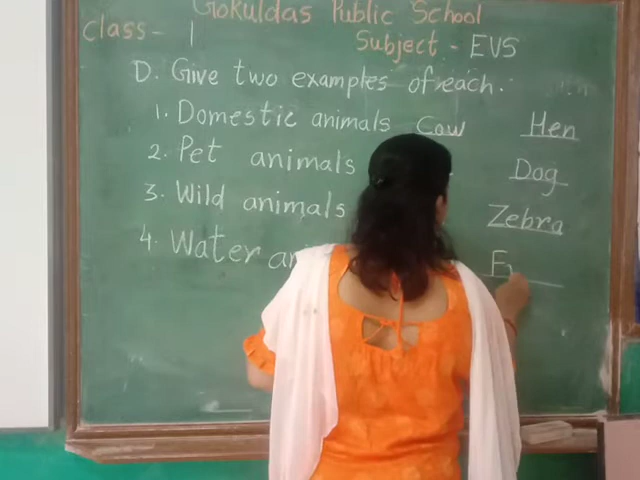 Gokuldas Public School
Class - 1 Subject - EVS
D. Give two examples of each.
1. Domestic animals Cow Hen
2. Pet animals Dog
3. Wild animals Zebra
4. Water